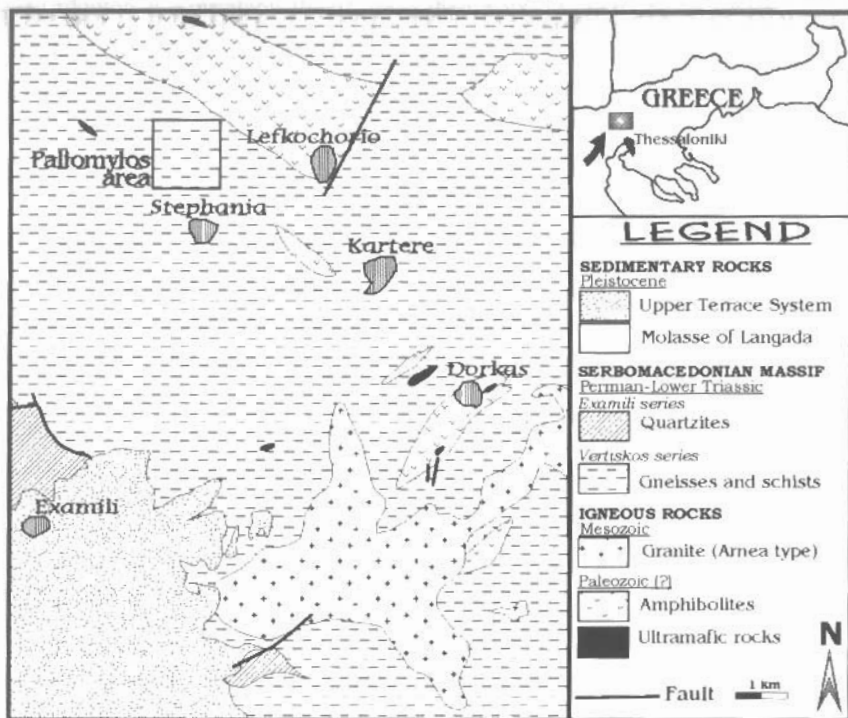 Lefkochorio
Paliomylos
area
Stephania
Kartere
Dorkas
Examili
GREECE
Thessaloniki
LEGEND
SEDIMENTARY ROCKS
Pleistocene
Upper Terrace System
Molasse of Langada
SERBOMACEDONIAN MASSIF
Permian-Lower Triassic
Examili series
Quartzites
Vertiskos series
Gneisses and schists
IGNEOUS ROCKS
Mesozoic
Granite (Arnea type)
Paleozoic (?)
Amphibolites
Ultramafic rocks
N
Fault 1 km